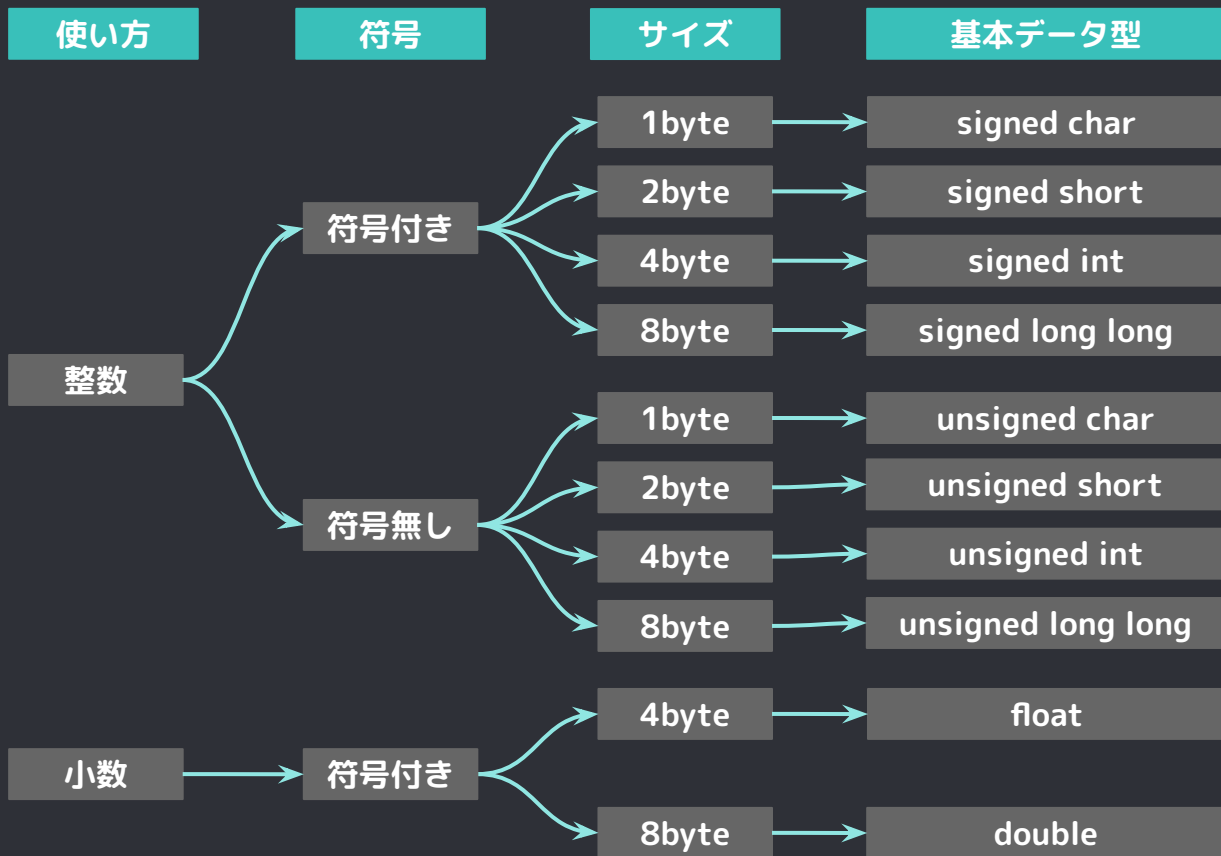 使い方 符号 サイズ 基本データ型
1byte signed char
2byte signed short
符号付き
4byte signed int
8byte signed long long
整数
1byte unsigned char
2byte unsigned short
符号無し
4byte unsigned int
8byte unsigned long long
4byte float
小数 符号付き
8byte double